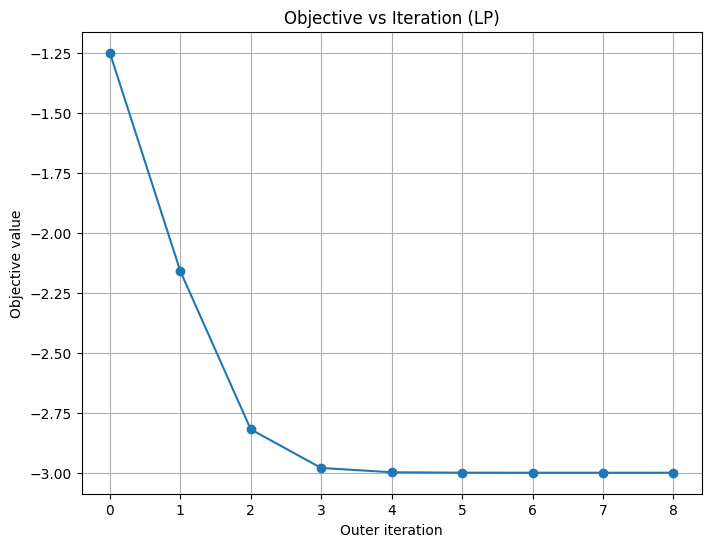 Objective vs Iteration (LP)
−1.25
−1.50
−1.75
−2.00
−2.25
−2.50
−2.75
−3.00
Objective value
0 1 2 3 4 5 6 7 8
Outer iteration